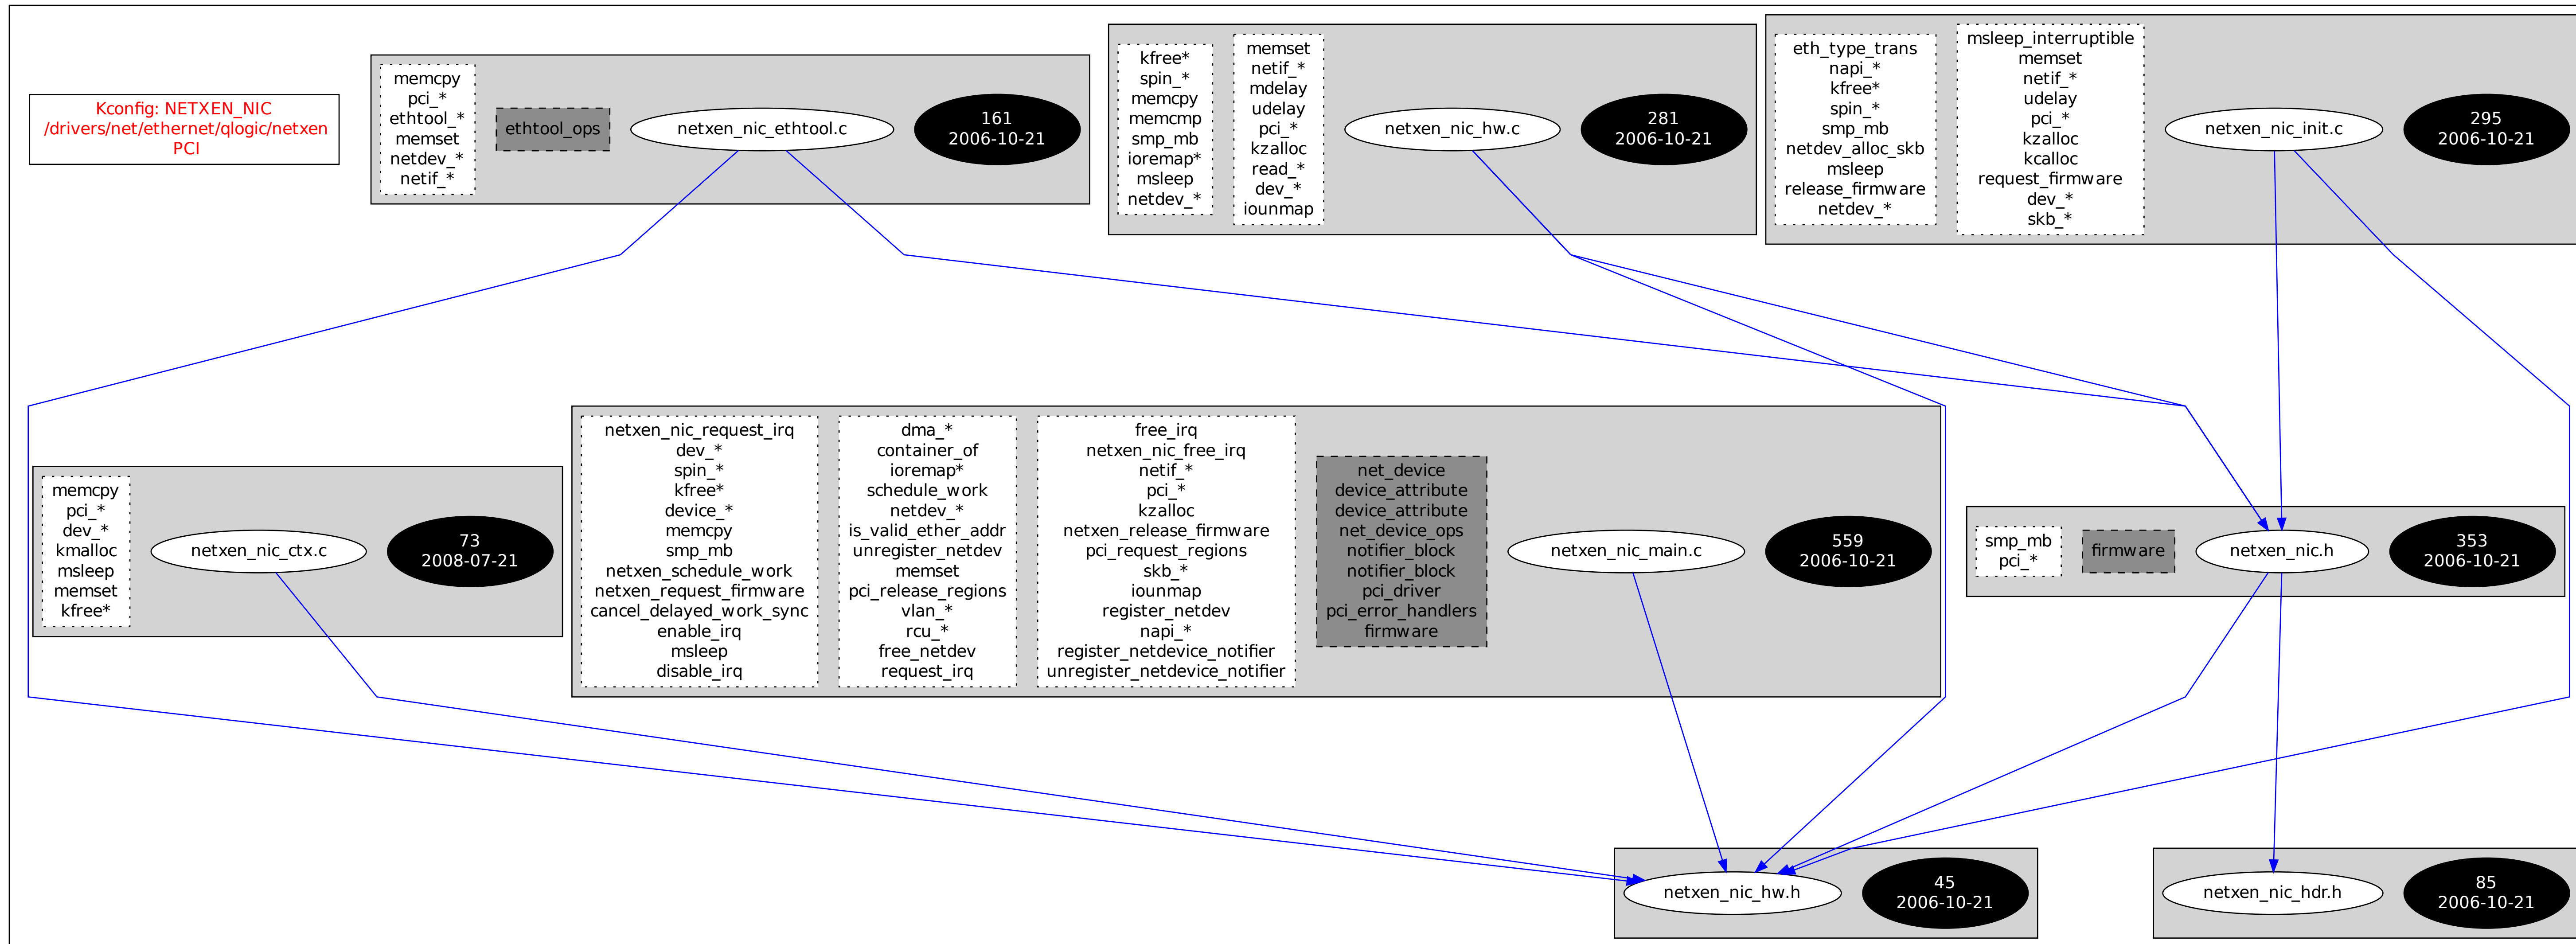 Kconfig: NETXEN_NIC
/drivers/net/ethernet/qlogic/netxen
PCI
memcpy
pci_*
ethtool_*
memset
netdev_*
netif_*
ethtool_ops
netxen_nic_ethtool.c
161
2006-10-21
kfree*
spin_*
memcpy
memcmp
smp_mb
ioremap*
msleep
netdev_*
memset
netif_*
mdelay
udelay
pci_*
kzalloc
read_*
dev_*
iounmap
netxen_nic_hw.c
281
2006-10-21
eth_type_trans
napi_*
kfree*
spin_*
smp_mb
netdev_alloc_skb
msleep
release_firmware
netdev_*
msleep_interruptible
memset
netif_*
udelay
pci_*
kzalloc
kcalloc
request_firmware
dev_*
skb_*
netxen_nic_init.c
295
2006-10-21
memcpy
pci_*
dev_*
kmalloc
msleep
memset
kfree*
netxen_nic_ctx.c
73
2008-07-21
netxen_nic_request_irq
dev_*
spin_*
kfree*
device_*
memcpy
smp_mb
netxen_schedule_work
netxen_request_firmware
cancel_delayed_work_sync
enable_irq
msleep
disable_irq
dma_*
container_of
ioremap*
schedule_work
netdev_*
is_valid_ether_addr
unregister_netdev
memset
pci_release_regions
vlan_*
rcu_*
free_netdev
request_irq
free_irq
netxen_nic_free_irq
netif_*
pci_*
kzalloc
netxen_release_firmware
pci_request_regions
skb_*
iounmap
register_netdev
napi_*
register_netdevice_notifier
unregister_netdevice_notifier
net_device
device_attribute
device_attribute
net_device_ops
notifier_block
notifier_block
pci_driver
pci_error_handlers
firmware
netxen_nic_main.c
559
2006-10-21
smp_mb
pci_*
firmware
netxen_nic.h
353
2006-10-21
netxen_nic_hw.h
45
2006-10-21
netxen_nic_hdr.h
85
2006-10-21